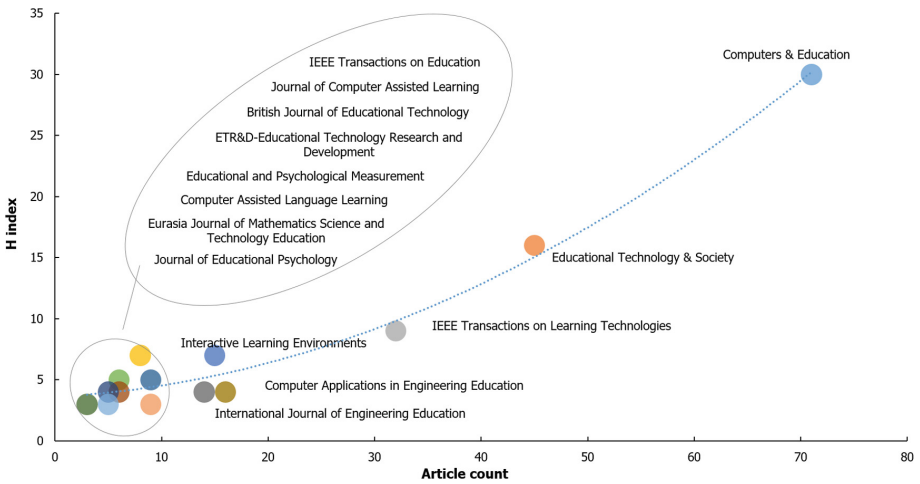 35
30
25
20
15
10
5
0
H index
IEEE Transactions on Education
Journal of Computer Assisted Learning
British Journal of Educational Technology
ETR&D-Educational Technology Research and
Development
Educational and Psychological Measurement
Computer Assisted Language Learning
Eurasia Journal of Mathematics Science and
Technology Education
Journal of Educational Psychology
Computers & Education
Educational Technology & Society
IEEE Transactions on Learning Technologies
Interactive Learning Environments
Computer Applications in Engineering Education
International Journal of Engineering Education
0 10 20 30 40 50 60 70 80
Article count